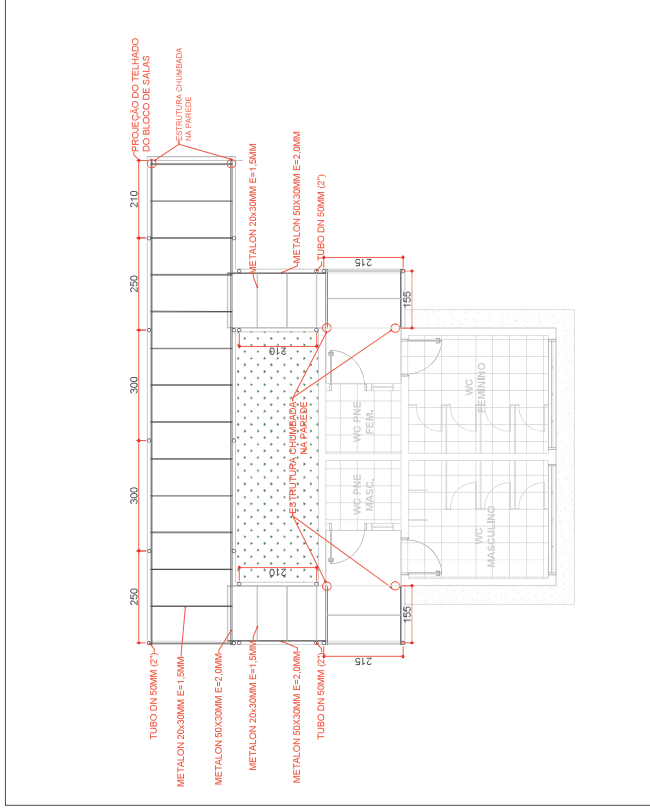 PROJEÇÃO DO TELHADO
DO BLOCO DE SALAS
ESTRUTURA CHUMBADA
NA PAREDE
210
250
300
300
250
METALON 20x30MM E=1,5MM
METALON 50X30MM E=2,0MM
TUBO DN 50MM (2")
215
155
210
ESTRUTURA CHUMBADA
NA PAREDE
WC PNE
FEM.
WC
FEMININO
WC PNE
MASC.
WC
MASCULINO
210
155
215
TUBO DN 50MM (2")
METALON 20x30MM E=1,5MM
METALON 50X30MM E=2,0MM
METALON 20x30MM E=1,5MM
METALON 50X30MM E=2,0MM
TUBO DN 50MM (2")